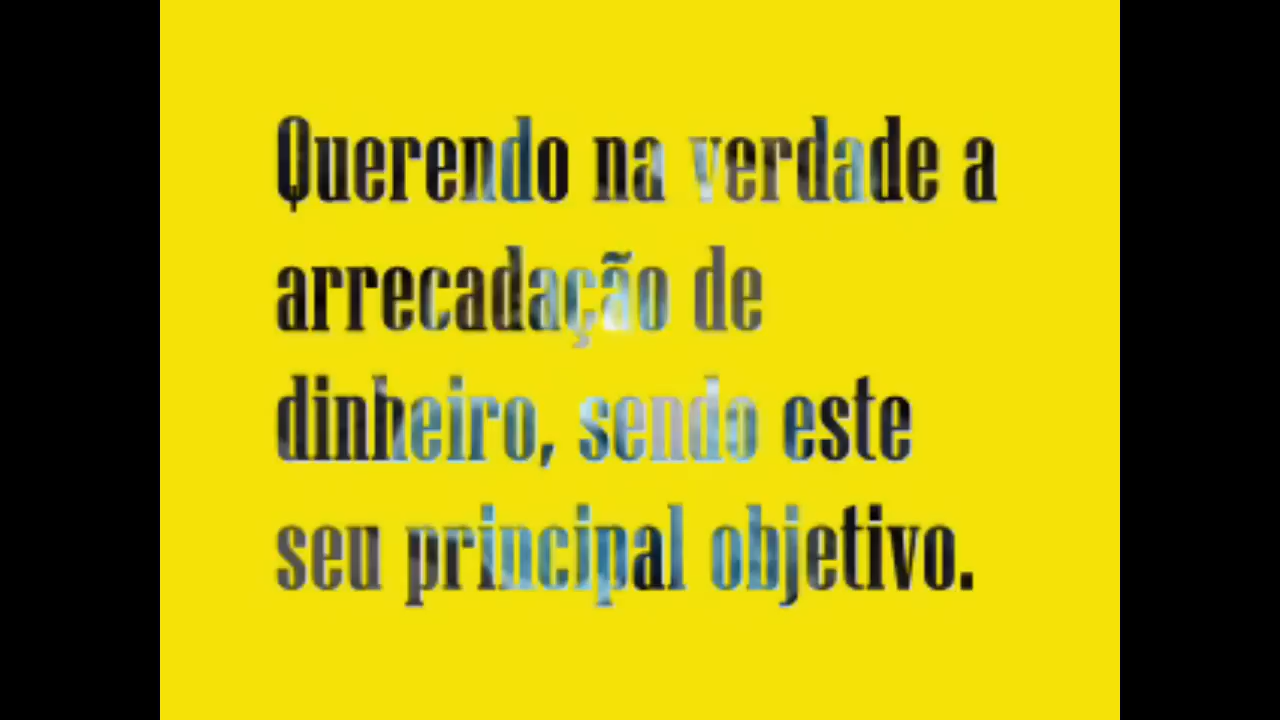 Querendo na verdade a
arrecadação de
dinheiro, sendo este
seu principal objetivo.